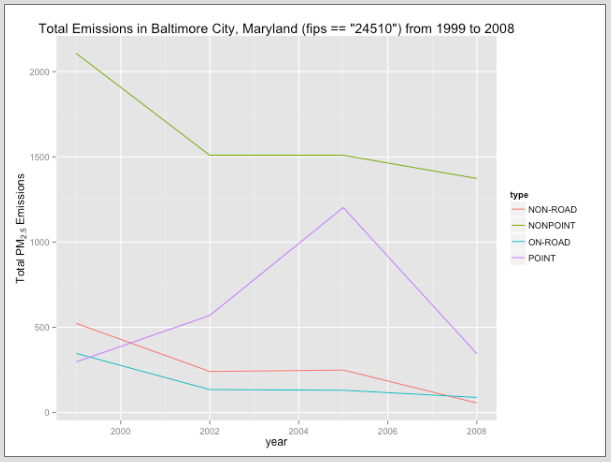 Total Emissions in Baltimore City, Maryland (fips == "24510") from 1999 to 2008
2000
1500
1000
500
0
Total PM2.5 Emissions
2000
2002
2004
2006
2008
year
type
NON-ROAD
NONPOINT
ON-ROAD
POINT